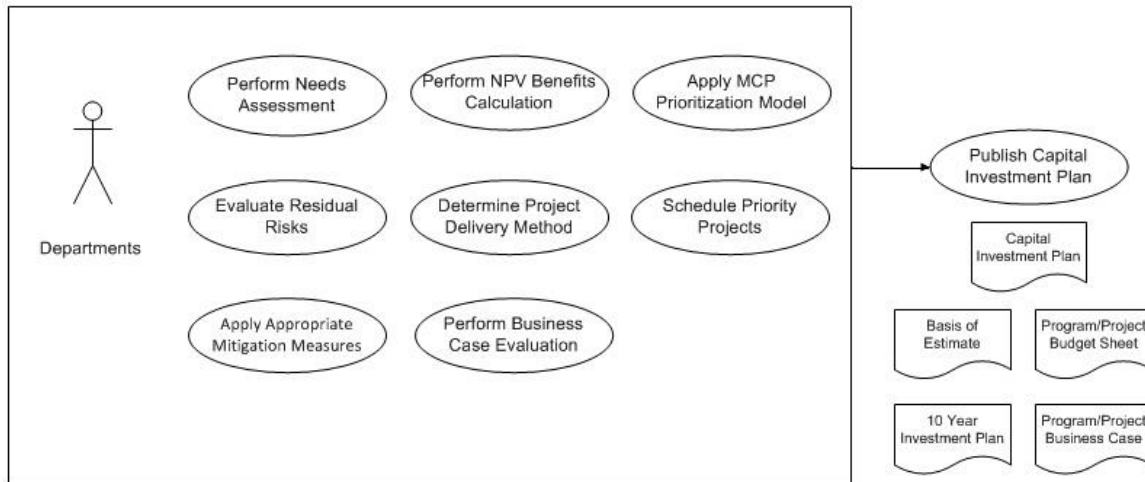 Perform Needs
Assessment
Perform NPV Benefits
Calculation
Apply MCP
Prioritization Model
Publish Capital
Investment Plan
Evaluate Residual
Risks
Determine Project
Delivery Method
Schedule Priority
Projects
Departments
Capital
Investment Plan
Apply Appropriate
Mitigation Measures
Perform Business
Case Evaluation
Basis of
Estimate
Program/Project
Budget Sheet
10 Year
Investment Plan
Program/Project
Business Case